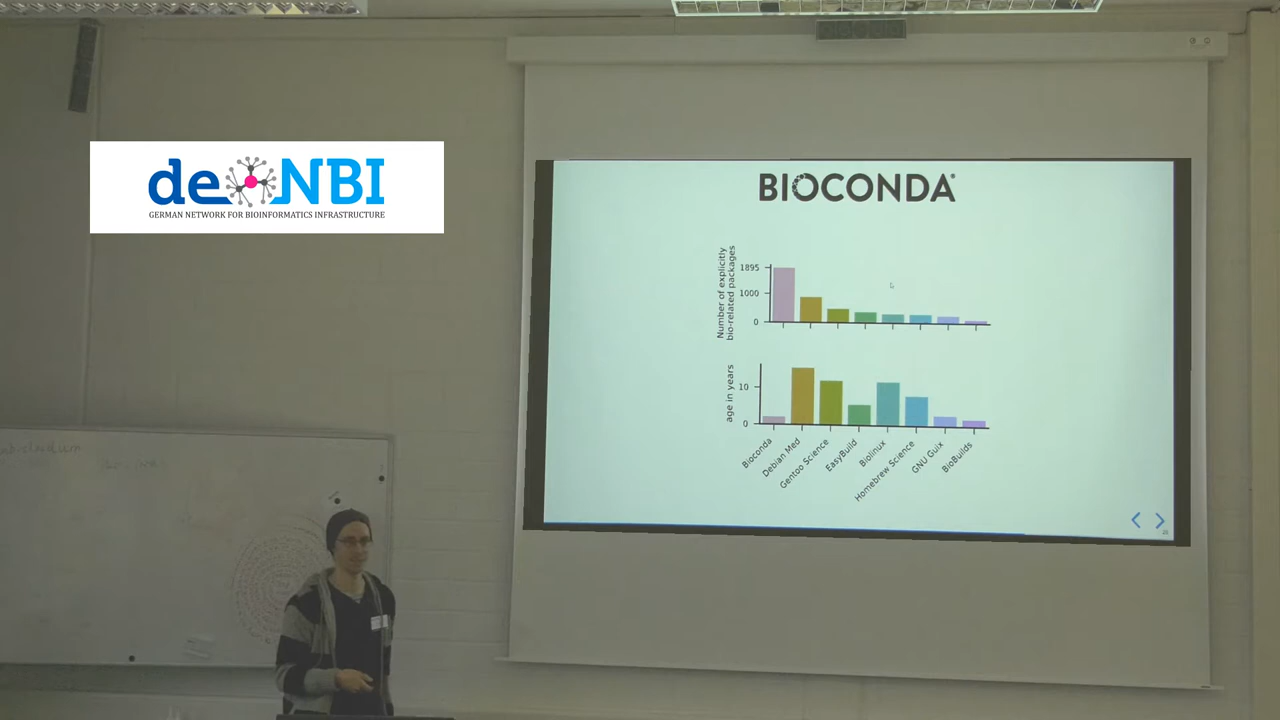 de NBI
GERMAN NETWORK FOR BIOINFORMATICS INFRASTRUCTURE
BIOCONDA®
Number of explicitly
bio-related packages
1895
1000
0
age in years
10
0
Bioconda
Debian Med
Gentoo Science
EasyBuild
Biolinux
Homebrew Science
GNU Guix
BioBuilds